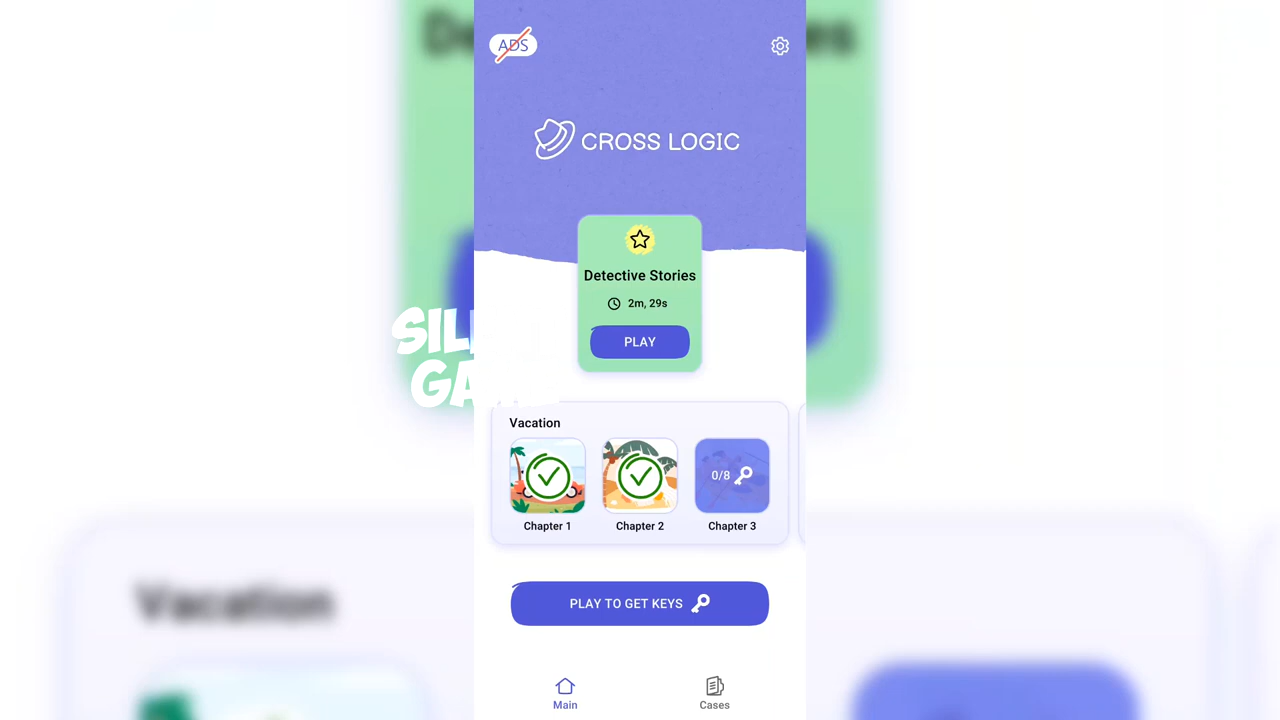 ADS
CROSS LOGIC
Detective Stories
2m, 29s
PLAY
Vacation
0/8
Chapter 1
Chapter 2
Chapter 3
PLAY TO GET KEYS
Main
Cases
Vacation